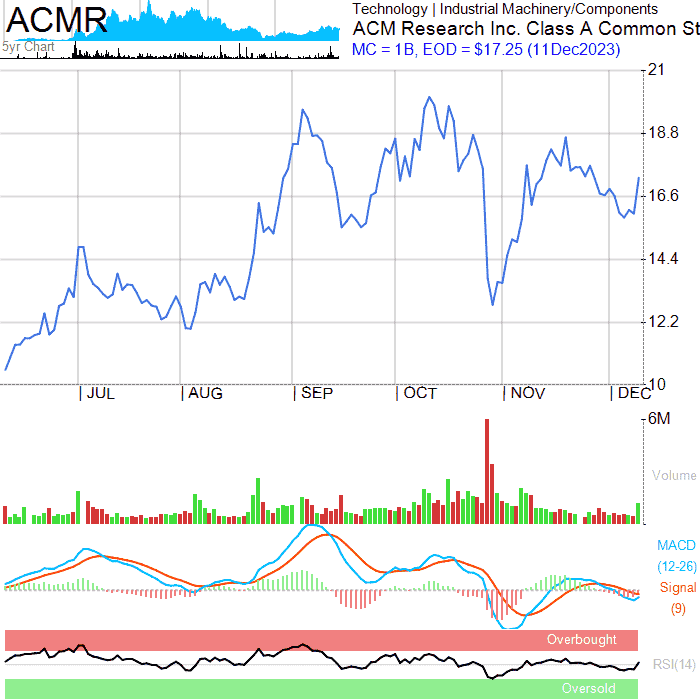 ACMR
5yr Chart
Technology | Industrial Machinery/Components
ACM Research Inc. Class A Common St
MC = 1B, EOD = $17.25 (11Dec2023)
21
18.8
16.6
14.4
12.2
10
| JUL | AUG | SEP | OCT | NOV | DEC
6M
Volume
MACD
(12-26)
Signal
(9)
Overbought
RSI(14)
Oversold